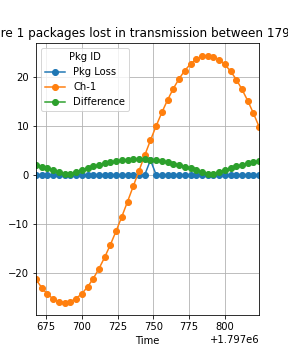 re 1 packages lost in transmission between 179
Pkg ID
Pkg Loss
Ch-1
Difference
20
10
0
−10
−20
675
700
725
750
775
800
Time
+1.797e6